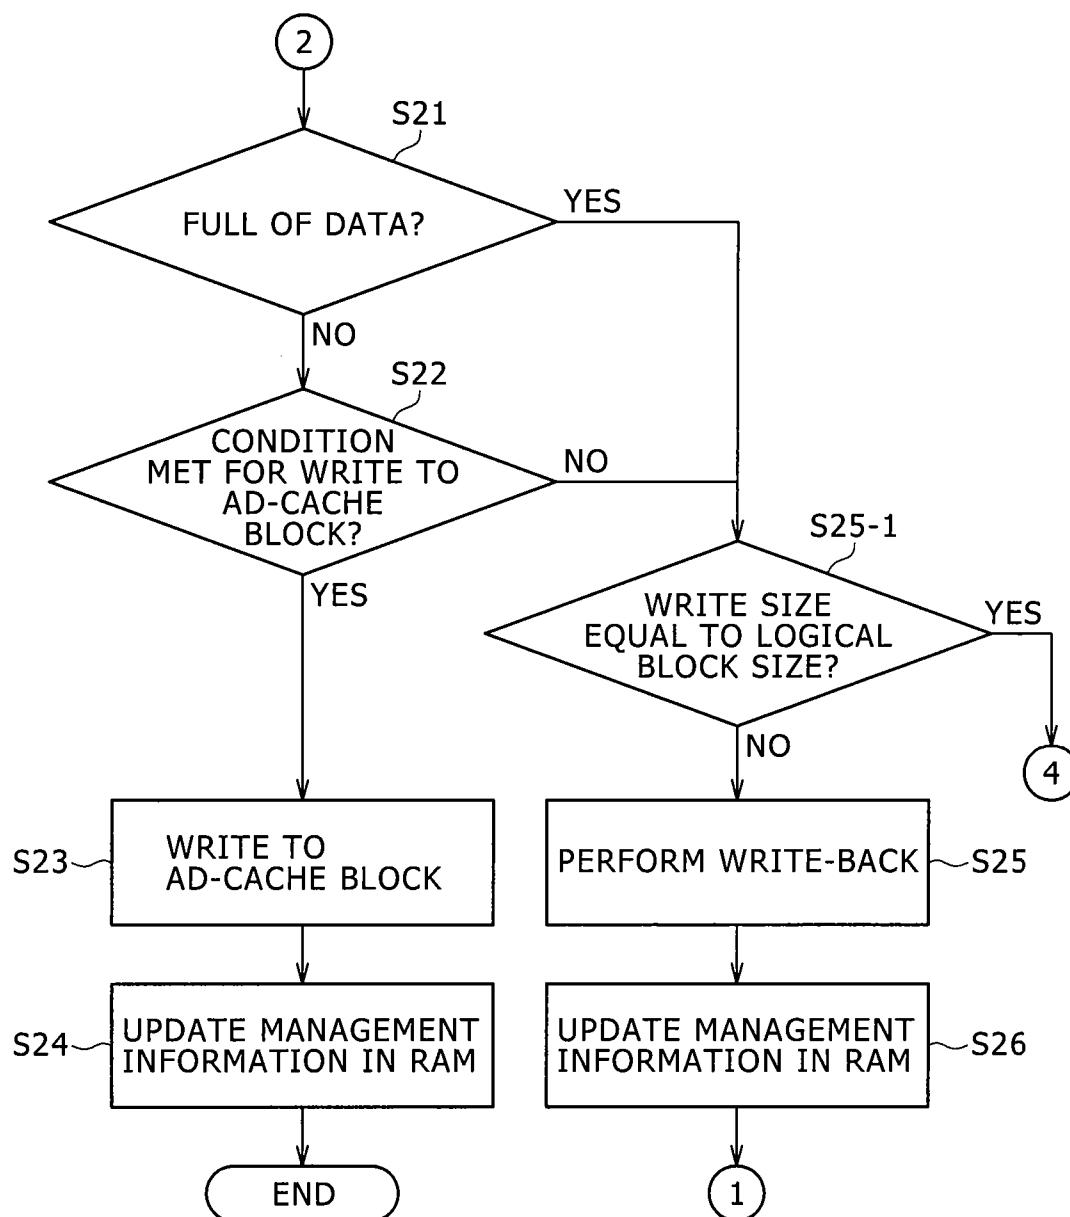 2
S21
FULL OF DATA?
YES
NO
S22
CONDITION
MET FOR WRITE TO
AD-CACHE
BLOCK?
NO
YES
S25-1
WRITE SIZE
EQUAL TO LOGICAL
BLOCK SIZE?
YES
NO
4
S23
WRITE TO
AD-CACHE BLOCK
PERFORM WRITE-BACK
S25
S24
UPDATE MANAGEMENT
INFORMATION IN RAM
UPDATE MANAGEMENT
INFORMATION IN RAM
S26
END
1